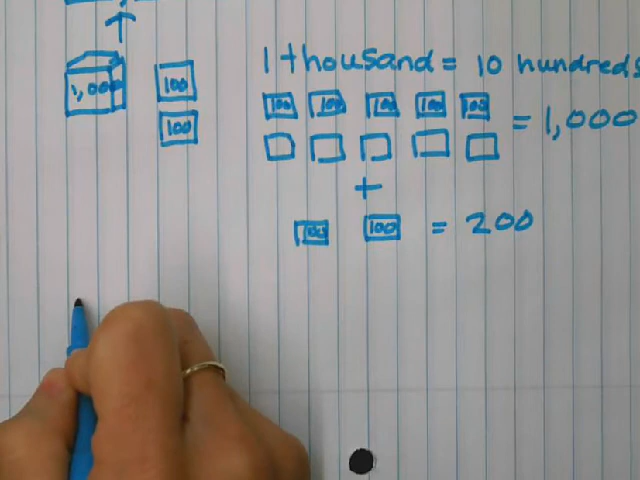 1 thousand = 10 hundreds
1,000 100
100
100 100 100 100 100
= 1,000
+
100 100 = 200